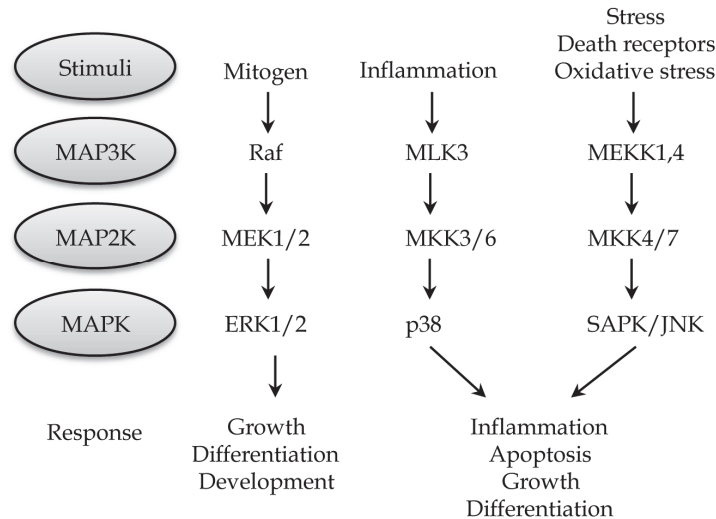 Stimuli
Mitogen
Inflammation
Stress
Death receptors
Oxidative stress
MAP3K
Raf
MLK3
MEKK1,4
MAP2K
MEK1/2
MKK3/6
MKK4/7
MAPK
ERK1/2
p38
SAPK/JNK
Response
Growth
Differentiation
Development
Inflammation
Apoptosis
Growth
Differentiation